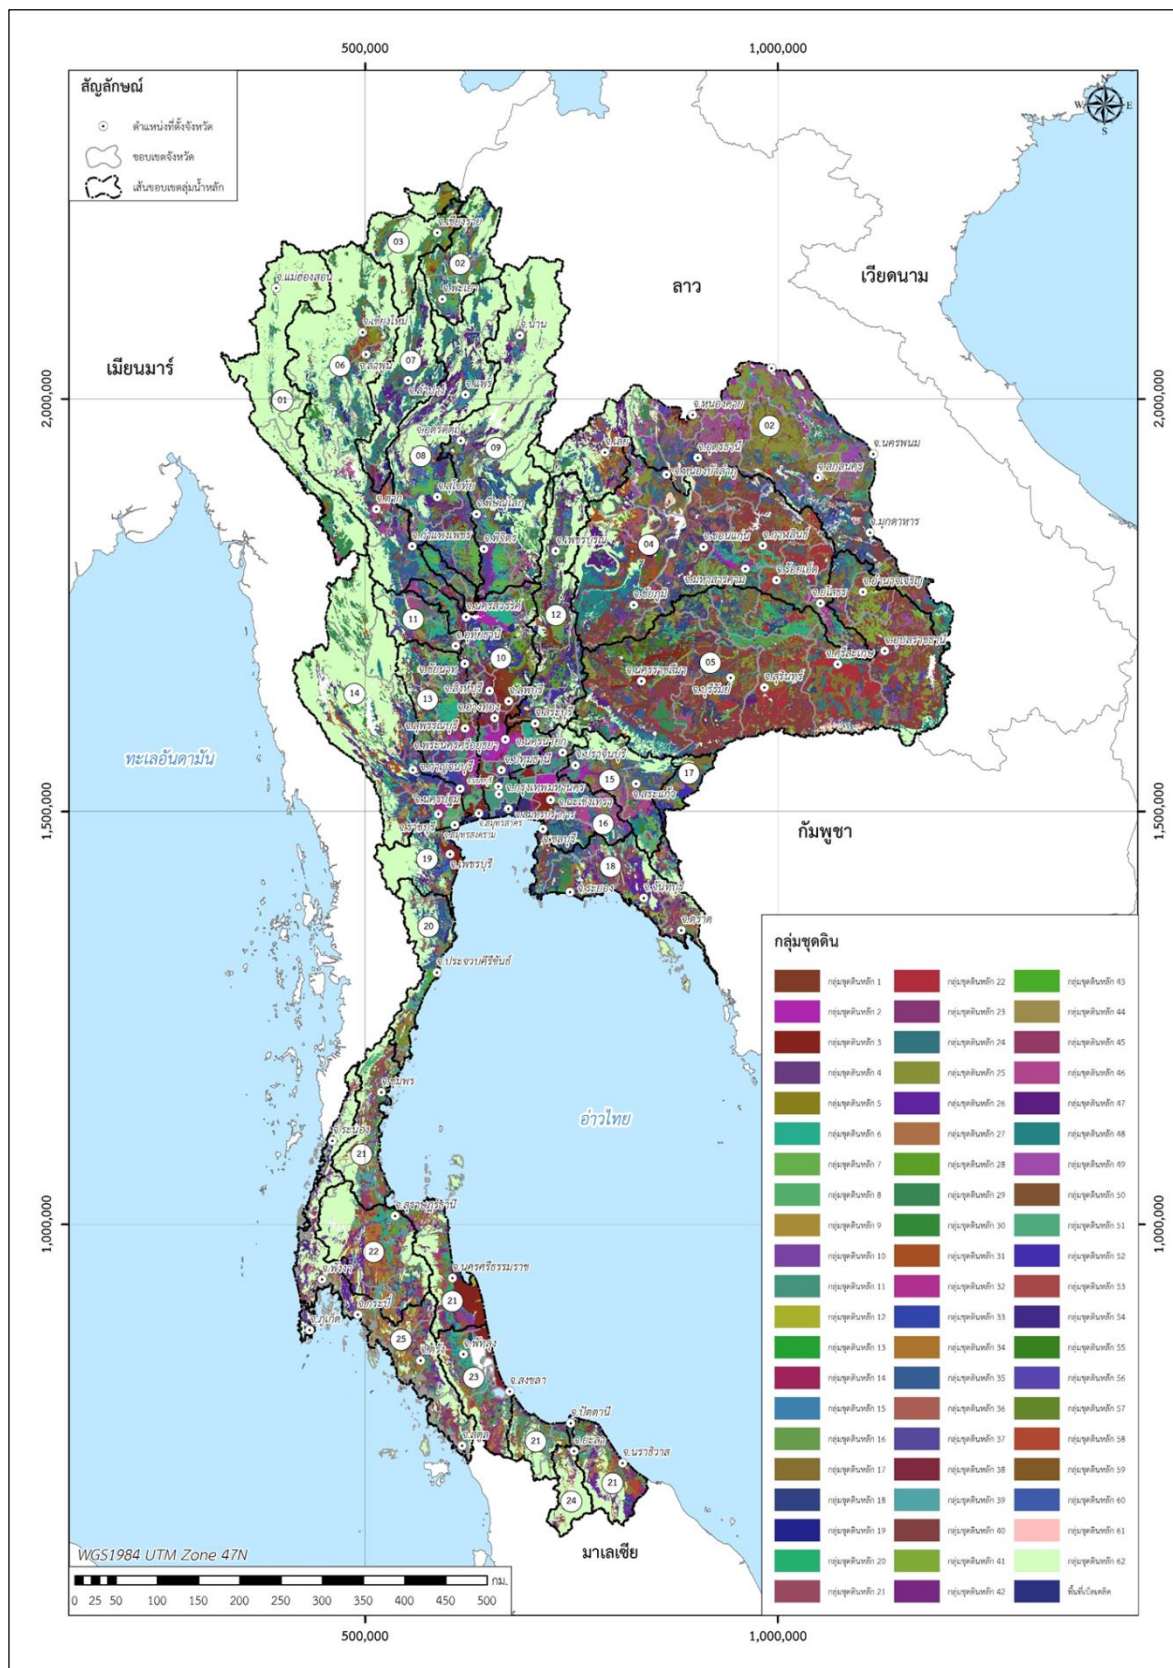 500,000
1,000,000
สัญลักษณ์
ตำแหน่งที่ตั้งจังหวัด
ขอบเขตจังหวัด
เส้นขอบเขตลุ่มน้ำหลัก
N
W E
S
จ.เชียงราย
03
02
จ.แม่ฮ่องสอน
จ.พะเยา
ลาว
เวียดนาม
จ.เชียงใหม่
จ.น่าน
จ.ลำพูน
07
06
เมียนมาร์
จ.ลำปาง
จ.แพร่
01
2,000,000
2,000,000
จ.หนองคาย
02
จ.อุตรดิตถ์
09
08
จ.เลย
จ.อุดรธานี
จ.นครพนม
จ.หนองบัวลำภู
จ.สกลนคร
จ.สุโขทัย
จ.ตาก
จ.พิษณุโลก
จ.มุกดาหาร
จ.กำแพงเพชร
จ.พิจิตร
จ.เพชรบูรณ์
04
จ.ขอนแก่น
จ.กาฬสินธุ์
จ.มหาสารคาม
จ.ร้อยเอ็ด
จ.ชัยภูมิ
จ.ยโสธร
จ.อำนาจเจริญ
จ.นครสวรรค์
11
12
จ.อุทัยธานี
10
จ.อุบลราชธานี
จ.ชัยนาท
05
จ.ศรีสะเกษ
จ.นครราชสีมา
จ.บุรีรัมย์
จ.สุรินทร์
14
13
จ.สิงห์บุรี
จ.ลพบุรี
จ.อ่างทอง
จ.สระบุรี
จ.สุพรรณบุรี
จ.พระนครศรีอยุธยา
จ.นครนายก
จ.ปราจีนบุรี
ทะเลอันดามัน
จ.กาญจนบุรี
จ.ปทุมธานี
15
17
จ.สระแก้ว
จ.นนทบุรี
จ.กรุงเทพมหานคร
จ.นครปฐม
จ.ฉะเชิงเทรา
1,500,000
1,500,000
จ.ราชบุรี
จ.สมุทรสาคร
จ.สมุทรปราการ
16
จ.สมุทรสงคราม
จ.ชลบุรี
กัมพูชา
19
จ.เพชรบุรี
18
จ.ระยอง
จ.จันทบุรี
20
จ.ตราด
จ.ประจวบคีรีขันธ์
จ.ชุมพร
อ่าวไทย
จ.ระนอง
21
จ.สุราษฎร์ธานี
1,000,000
1,000,000
22
จ.พังงา
จ.นครศรีธรรมราช
21
จ.กระบี่
จ.ภูเก็ต
25
จ.ตรัง
จ.พัทลุง
23
จ.สงขลา
จ.สตูล
จ.ปัตตานี
21
จ.ยะลา
จ.นราธิวาส
21
24
มาเลเซีย
WGS1984 UTM Zone 47N
กม.
0 25 50 100 150 200 250 300 350 400 450 500
500,000
1,000,000
กลุ่มชุดดิน
กลุ่มชุดดินหลัก 1
กลุ่มชุดดินหลัก 2
กลุ่มชุดดินหลัก 3
กลุ่มชุดดินหลัก 4
กลุ่มชุดดินหลัก 5
กลุ่มชุดดินหลัก 6
กลุ่มชุดดินหลัก 7
กลุ่มชุดดินหลัก 8
กลุ่มชุดดินหลัก 9
กลุ่มชุดดินหลัก 10
กลุ่มชุดดินหลัก 11
กลุ่มชุดดินหลัก 12
กลุ่มชุดดินหลัก 13
กลุ่มชุดดินหลัก 14
กลุ่มชุดดินหลัก 15
กลุ่มชุดดินหลัก 16
กลุ่มชุดดินหลัก 17
กลุ่มชุดดินหลัก 18
กลุ่มชุดดินหลัก 19
กลุ่มชุดดินหลัก 20
กลุ่มชุดดินหลัก 21
กลุ่มชุดดินหลัก 22
กลุ่มชุดดินหลัก 23
กลุ่มชุดดินหลัก 24
กลุ่มชุดดินหลัก 25
กลุ่มชุดดินหลัก 26
กลุ่มชุดดินหลัก 27
กลุ่มชุดดินหลัก 28
กลุ่มชุดดินหลัก 29
กลุ่มชุดดินหลัก 30
กลุ่มชุดดินหลัก 31
กลุ่มชุดดินหลัก 32
กลุ่มชุดดินหลัก 33
กลุ่มชุดดินหลัก 34
กลุ่มชุดดินหลัก 35
กลุ่มชุดดินหลัก 36
กลุ่มชุดดินหลัก 37
กลุ่มชุดดินหลัก 38
กลุ่มชุดดินหลัก 39
กลุ่มชุดดินหลัก 40
กลุ่มชุดดินหลัก 41
กลุ่มชุดดินหลัก 42
กลุ่มชุดดินหลัก 43
กลุ่มชุดดินหลัก 44
กลุ่มชุดดินหลัก 45
กลุ่มชุดดินหลัก 46
กลุ่มชุดดินหลัก 47
กลุ่มชุดดินหลัก 48
กลุ่มชุดดินหลัก 49
กลุ่มชุดดินหลัก 50
กลุ่มชุดดินหลัก 51
กลุ่มชุดดินหลัก 52
กลุ่มชุดดินหลัก 53
กลุ่มชุดดินหลัก 54
กลุ่มชุดดินหลัก 55
กลุ่มชุดดินหลัก 56
กลุ่มชุดดินหลัก 57
กลุ่มชุดดินหลัก 58
กลุ่มชุดดินหลัก 59
กลุ่มชุดดินหลัก 60
กลุ่มชุดดินหลัก 61
กลุ่มชุดดินหลัก 62
พื้นที่เบ็ดเตล็ด